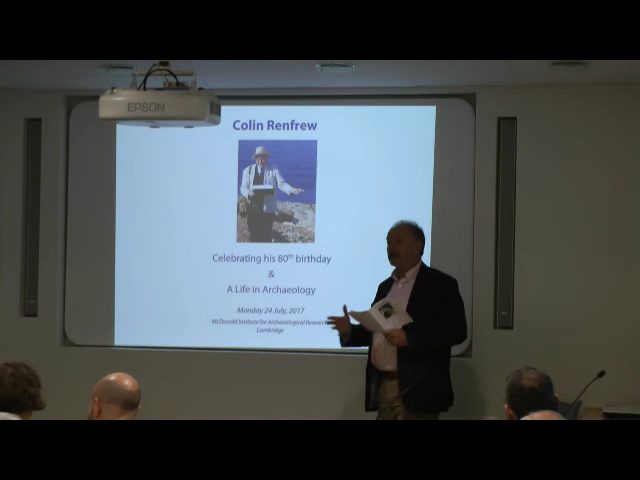 EPSON
Colin Renfrew
Celebrating his 80th birthday
&
A Life in Archaeology
Monday 24 July, 2017
McDonald Institute for Archaeological Research
Cambridge